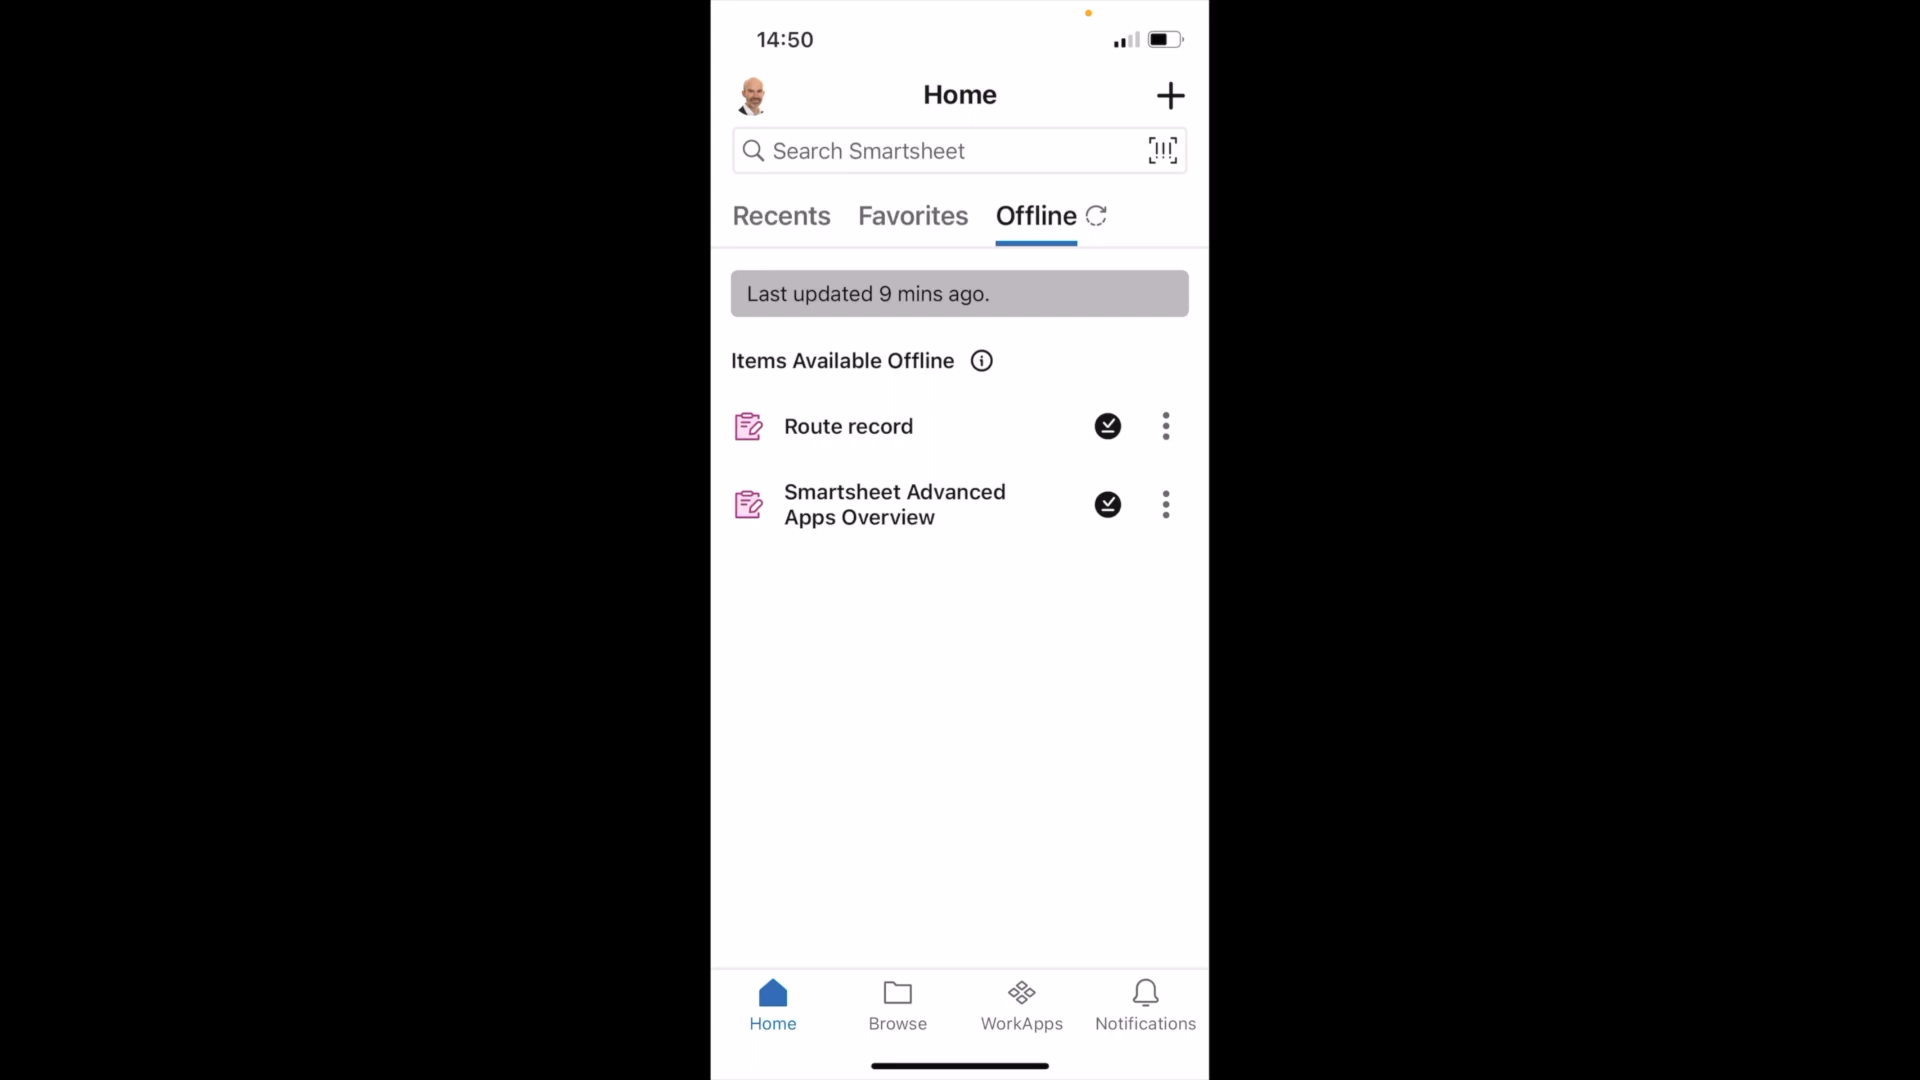 14:50
Home
Search Smartsheet
Recents Favorites Offline
Last updated 9 mins ago.
Items Available Offline
Route record
Smartsheet Advanced
Apps Overview
Home Browse WorkApps Notifications